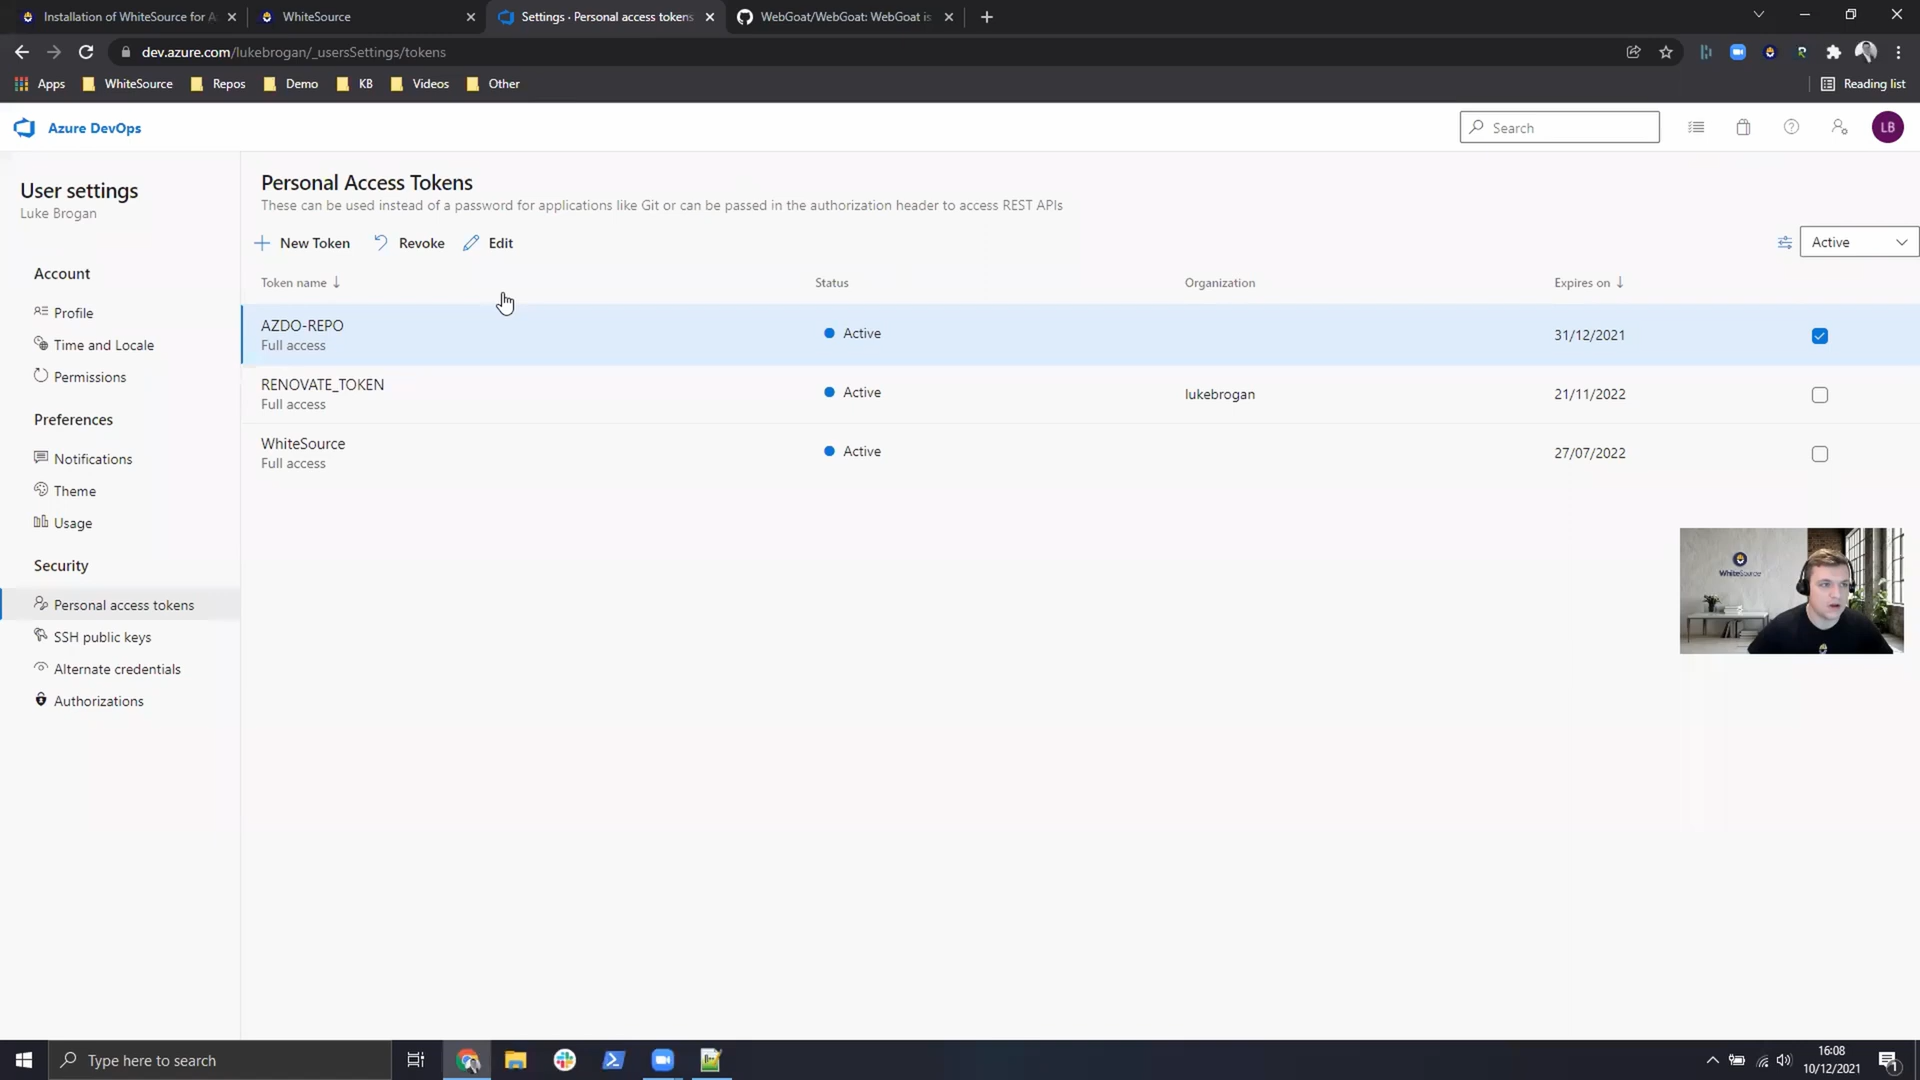 Installation of WhiteSource for A
WhiteSource
Settings · Personal access tokens
WebGoat/WebGoat: WebGoat is
dev.azure.com/lukebrogan/_usersSettings/tokens
Apps
WhiteSource
Repos
Demo
KB
Videos
Other
Reading list
Azure DevOps
Search
LB
User settings
Luke Brogan
Account
Profile
Time and Locale
Permissions
Preferences
Notifications
Theme
Usage
Security
Personal access tokens
SSH public keys
Alternate credentials
Authorizations
Personal Access Tokens
These can be used instead of a password for applications like Git or can be passed in the authorization header to access REST APIs
New Token
Revoke
Edit
Active
Token name
Status
Organization
Expires on
AZDO-REPO
Full access
Active
31/12/2021
RENOVATE_TOKEN
Full access
Active
lukebrogan
21/11/2022
WhiteSource
Full access
Active
27/07/2022
WhiteSource
Type here to search
16:08
10/12/2021
1